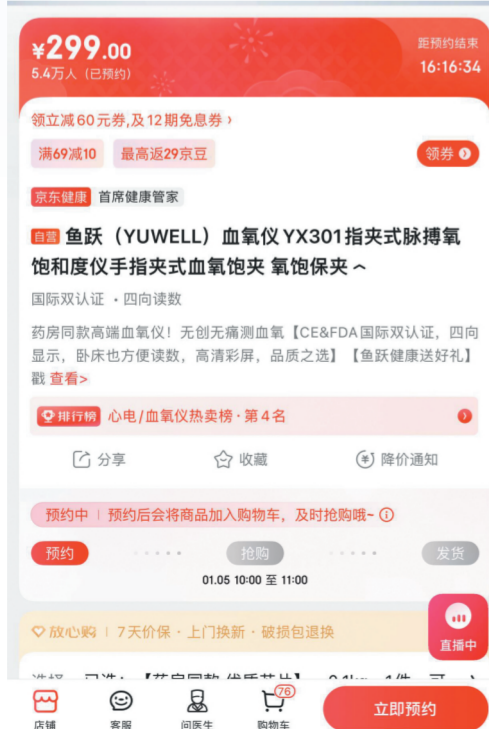 ¥299.00
距预约结束
5.4万人（已预约）
16:16:34
领立减60元券,及12期免息券 ›
满69减10 最高返29京豆 领券
京东健康 首席健康管家
自营 鱼跃（YUWELL）血氧仪YX301指夹式脉搏氧
饱和度仪手指夹式血氧饱夹 氧饱保夹
国际双认证 · 四向读数
药房同款高端血氧仪！无创无痛测血氧【CE&FDA国际双认证，四向
显示，卧床也方便读数，高清彩屏，品质之选】【鱼跃健康送好礼】
戳 查看>
排行榜 心电/血氧仪热卖榜·第4名
分享 收藏 降价通知
预约中 | 预约后会将商品加入购物车，及时抢购哦~
预约 抢购 发货
01.05 10:00 至 11:00
放心购 | 7天价保 · 上门换新 · 破损包退换
直播中
76
店铺 客服 问医生 购物车 立即预约